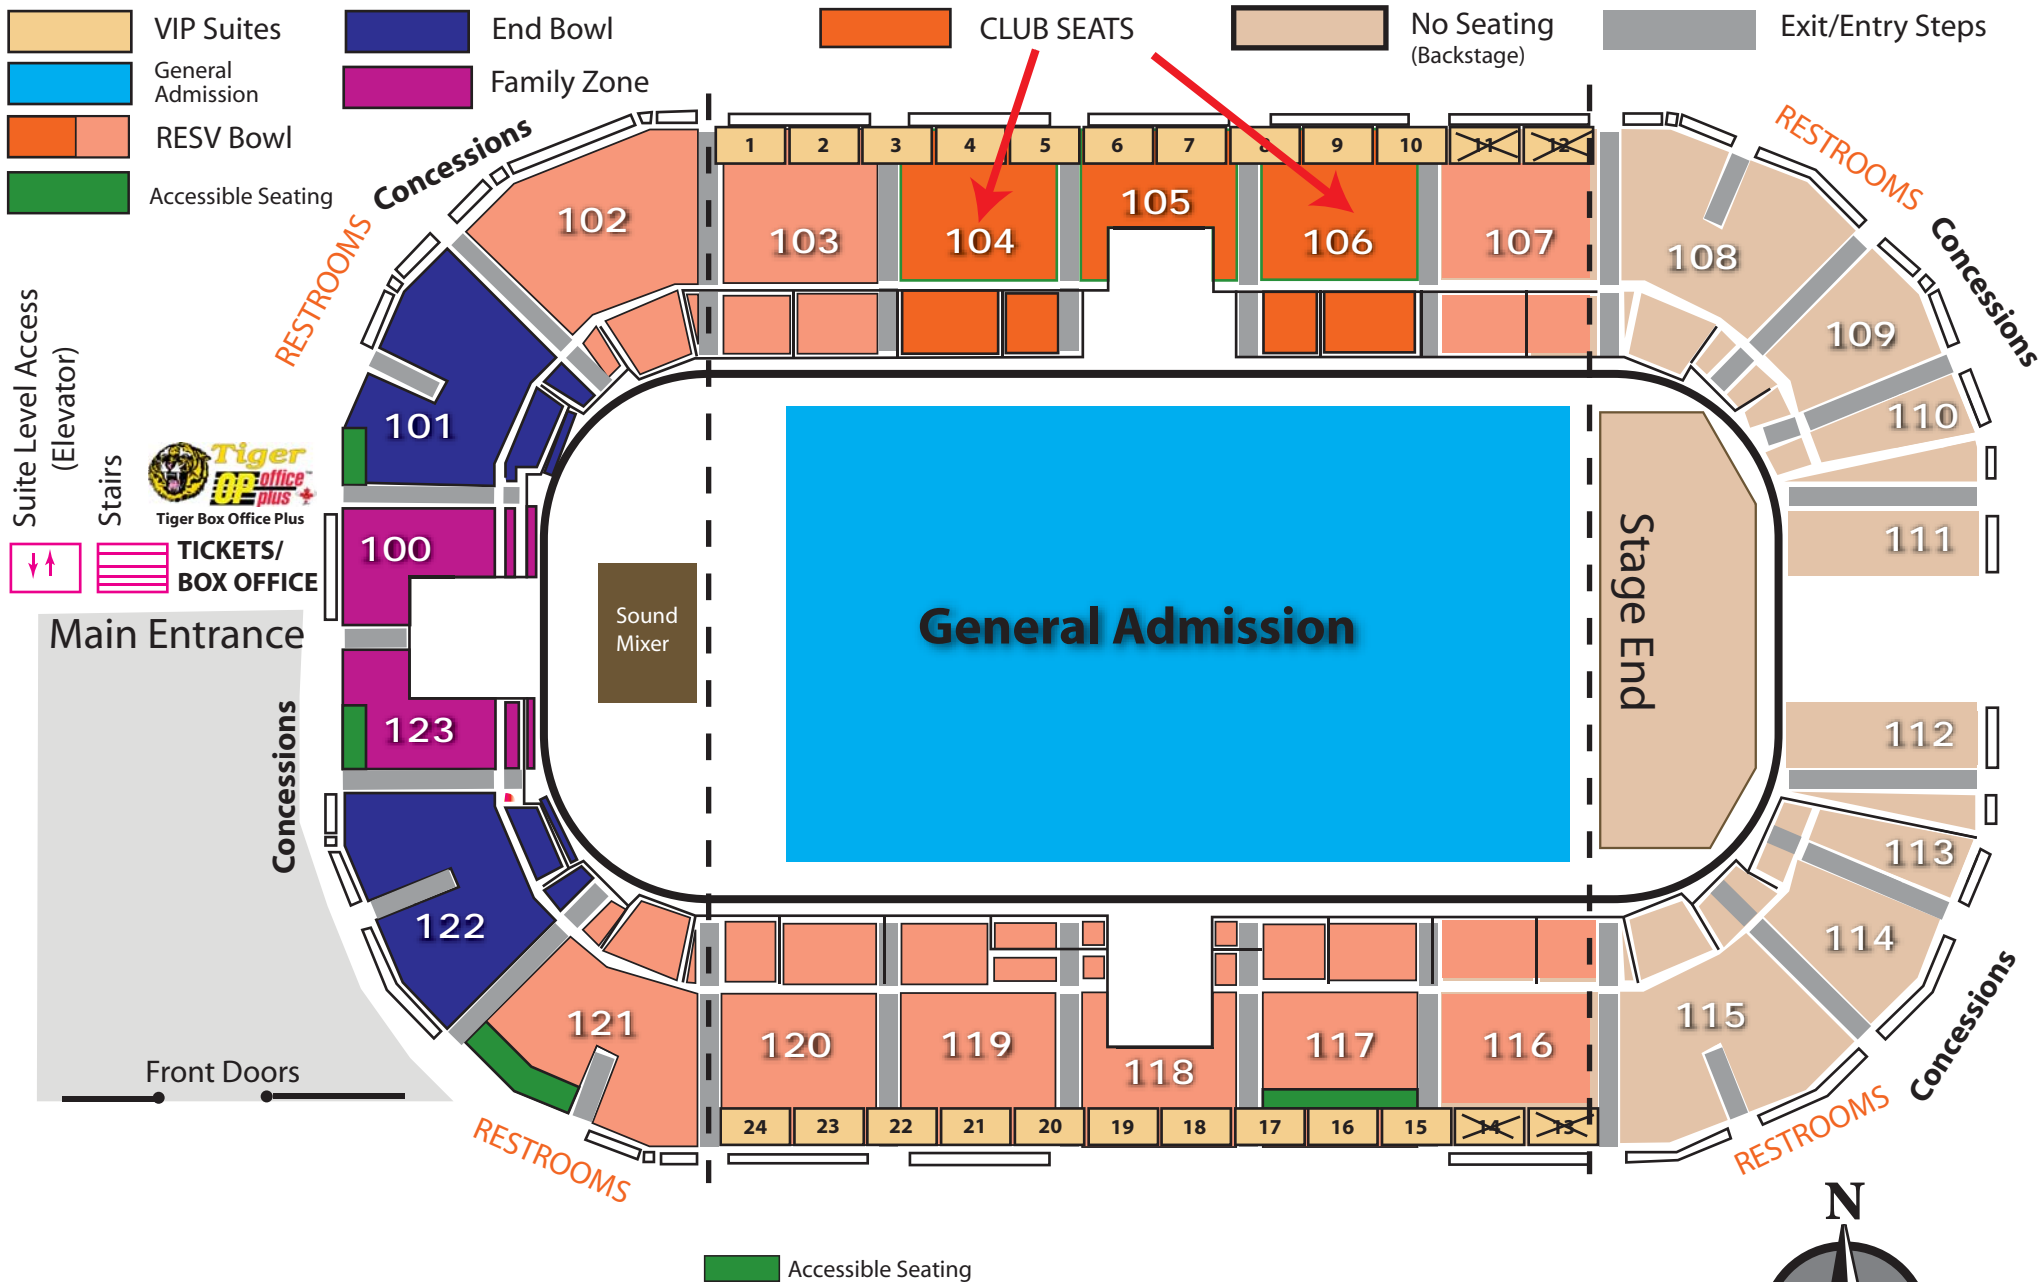 VIP Suites
End Bowl
CLUB SEATS
No Seating
(Backstage)
Exit/Entry Steps
General
Admission
Family Zone
RESV Bowl
Accessible Seating
Concessions
RESTROOMS
RESTROOMS
Concessions
1 2 3 4 5 6 7 8 9 10 11 12
102
103
104
105
106
107
108
109
110
101
Suite Level Access
(Elevator)
Stairs
Tiger
OP office plus
Tiger Box Office Plus
TICKETS/
BOX OFFICE
100
111
Main Entrance
Sound
Mixer
General Admission
Stage End
123
112
Concessions
113
122
114
121
120
119
118
117
116
115
Concessions
Front Doors
RESTROOMS
24 23 22 21 20 19 18 17 16 15 14 13
RESTROOMS
N
Accessible Seating